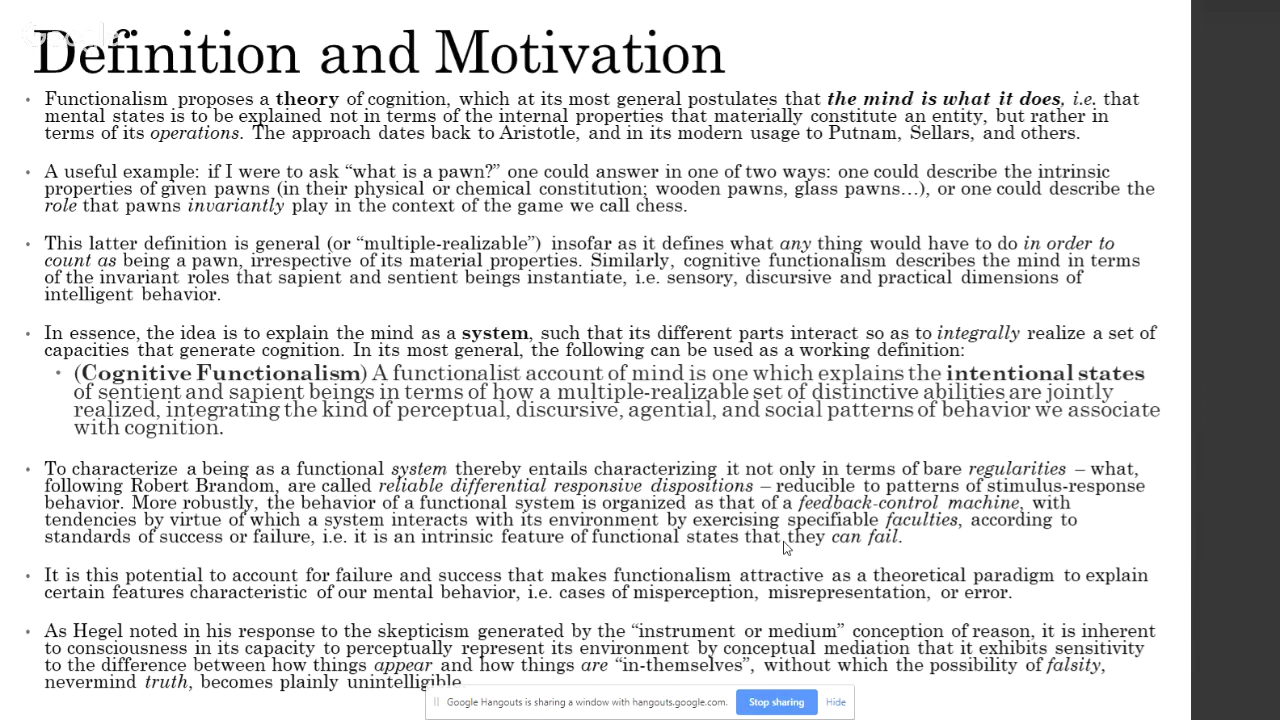 Google
Definition and Motivation
• Functionalism proposes a theory of cognition, which at its most general postulates that the mind is what it does, i.e. that
mental states is to be explained not in terms of the internal properties that materially constitute an entity, but rather in
terms of its operations. The approach dates back to Aristotle, and in its modern usage to Putnam, Sellars, and others.
• A useful example: if I were to ask “what is a pawn?” one could answer in one of two ways: one could describe the intrinsic
properties of given pawns (in their physical or chemical constitution; wooden pawns, glass pawns…), or one could describe the
role that pawns invariantly play in the context of the game we call chess.
• This latter definition is general (or “multiple-realizable”) insofar as it defines what any thing would have to do in order to
count as being a pawn, irrespective of its material properties. Similarly, cognitive functionalism describes the mind in terms
of the invariant roles that sapient and sentient beings instantiate, i.e. sensory, discursive and practical dimensions of
intelligent behavior.
• In essence, the idea is to explain the mind as a system, such that its different parts interact so as to integrally realize a set of
capacities that generate cognition. In its most general, the following can be used as a working definition:
• (Cognitive Functionalism) A functionalist account of mind is one which explains the intentional states
of sentient and sapient beings in terms of how a multiple-realizable set of distinctive abilities are jointly
realized, integrating the kind of perceptual, discursive, agential, and social patterns of behavior we associate
with cognition.
• To characterize a being as a functional system thereby entails characterizing it not only in terms of bare regularities – what,
following Robert Brandom, are called reliable differential responsive dispositions – reducible to patterns of stimulus-response
behavior. More robustly, the behavior of a functional system is organized as that of a feedback-control machine, with
tendencies by virtue of which a system interacts with its environment by exercising specifiable faculties, according to
standards of success or failure, i.e. it is an intrinsic feature of functional states that they can fail.
• It is this potential to account for failure and success that makes functionalism attractive as a theoretical paradigm to explain
certain features characteristic of our mental behavior, i.e. cases of misperception, misrepresentation, or error.
• As Hegel noted in his response to the skepticism generated by the “instrument or medium” conception of reason, it is inherent
to consciousness in its capacity to perceptually represent its environment by conceptual mediation that it exhibits sensitivity
to the difference between how things appear and how things are “in-themselves”, without which the possibility of falsity,
nevermind truth, becomes plainly unintelligible.
Google Hangouts is sharing a window with hangouts.google.com. Stop sharing Hide